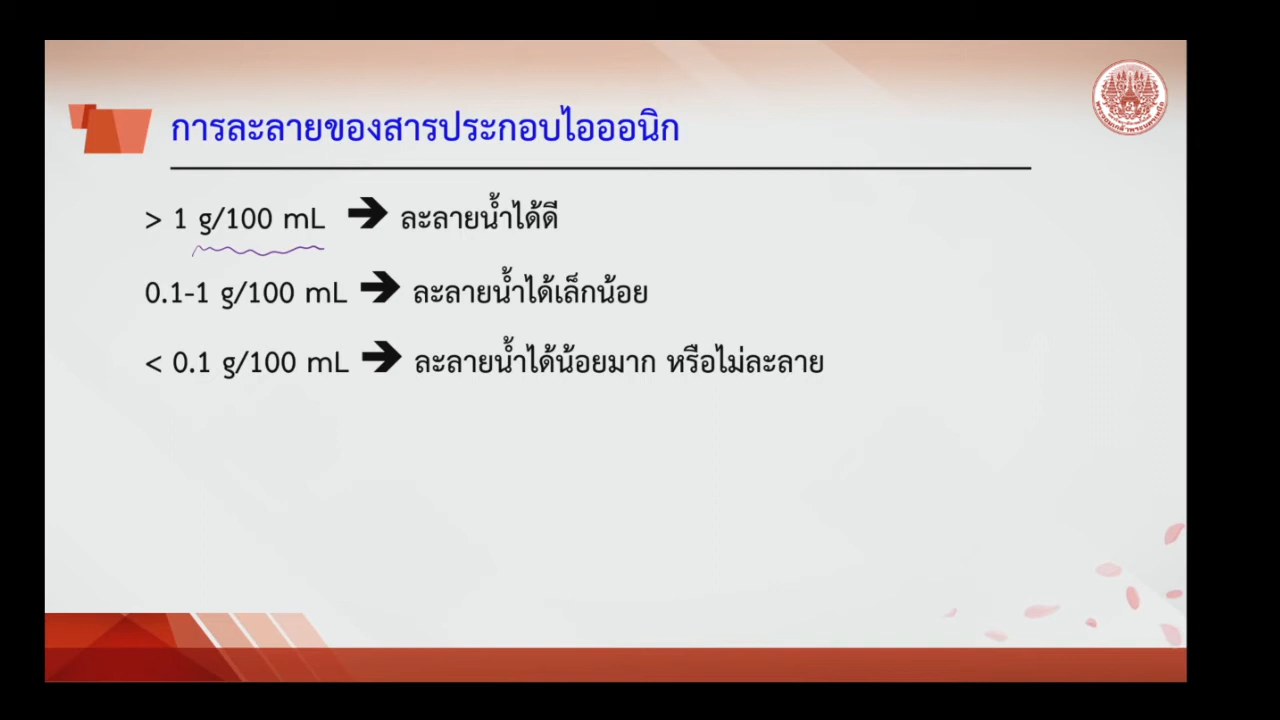 การละลายของสารประกอบไอออนิก
> 1 g/100 mL ➔ ละลายน้ำได้ดี
0.1-1 g/100 mL ➔ ละลายน้ำได้เล็กน้อย
< 0.1 g/100 mL ➔ ละลายน้ำได้น้อยมาก หรือไม่ละลาย